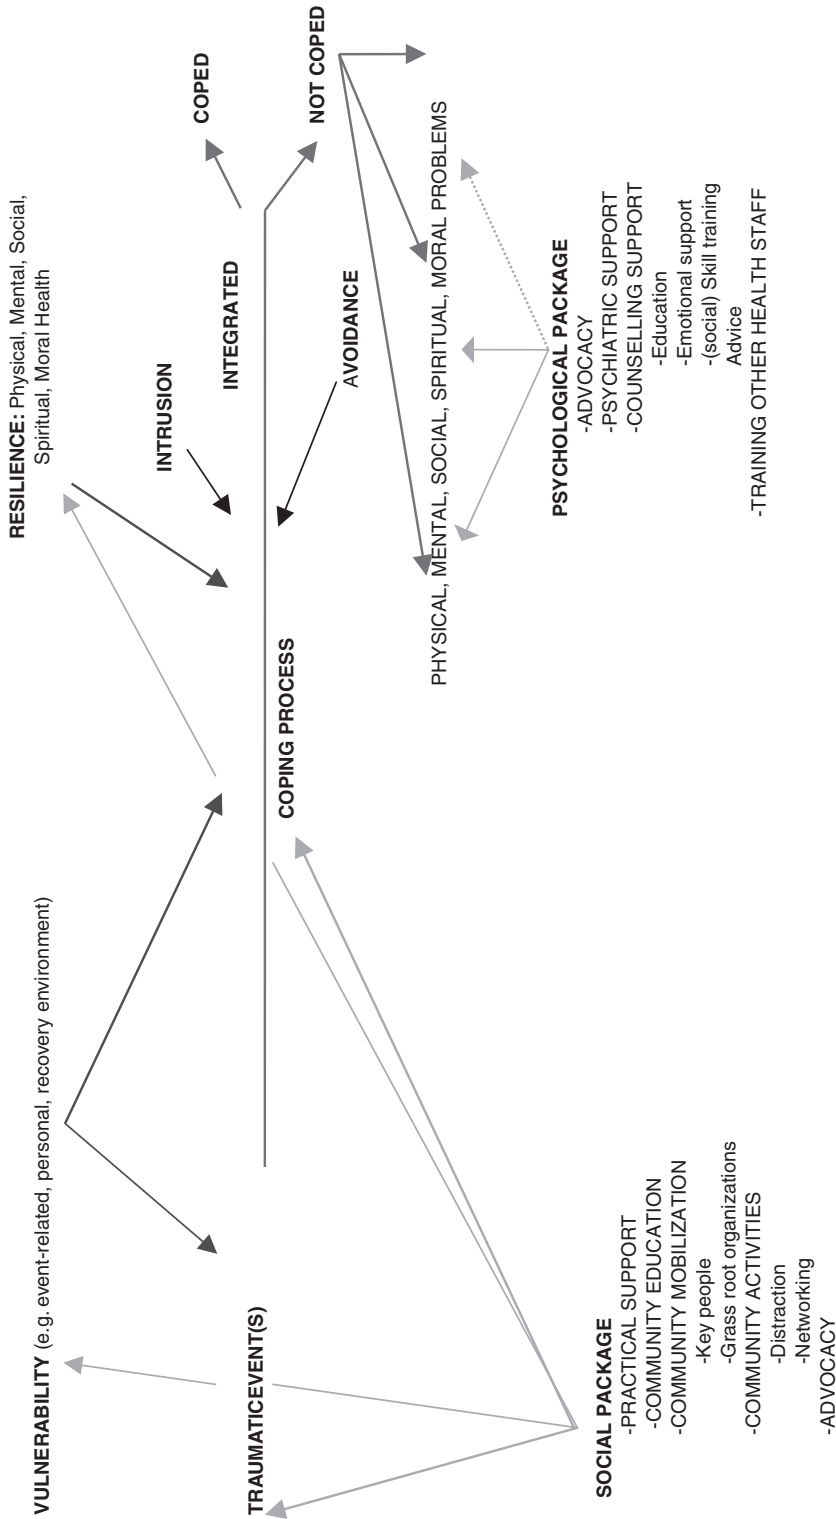 VULNERABILITY (e.g. event-related, personal, recovery environment)
RESILIENCE: Physical, Mental, Social,
Spiritual, Moral Health
INTRUSION
COPED
INTEGRATED
TRAUMATICEVENT(S)
COPING PROCESS
NOT COPED
AVOIDANCE
PHYSICAL, MENTAL, SOCIAL, SPIRITUAL, MORAL PROBLEMS
SOCIAL PACKAGE
-PRACTICAL SUPPORT
-COMMUNITY EDUCATION
-COMMUNITY MOBILIZATION
-Key people
-Grass root organizations
-COMMUNITY ACTIVITIES
-Distraction
-Networking
-ADVOCACY
PSYCHOLOGICAL PACKAGE
-ADVOCACY
-PSYCHIATRIC SUPPORT
-COUNSELLING SUPPORT
-Education
-Emotional support
-(social) Skill training
Advice
-TRAINING OTHER HEALTH STAFF